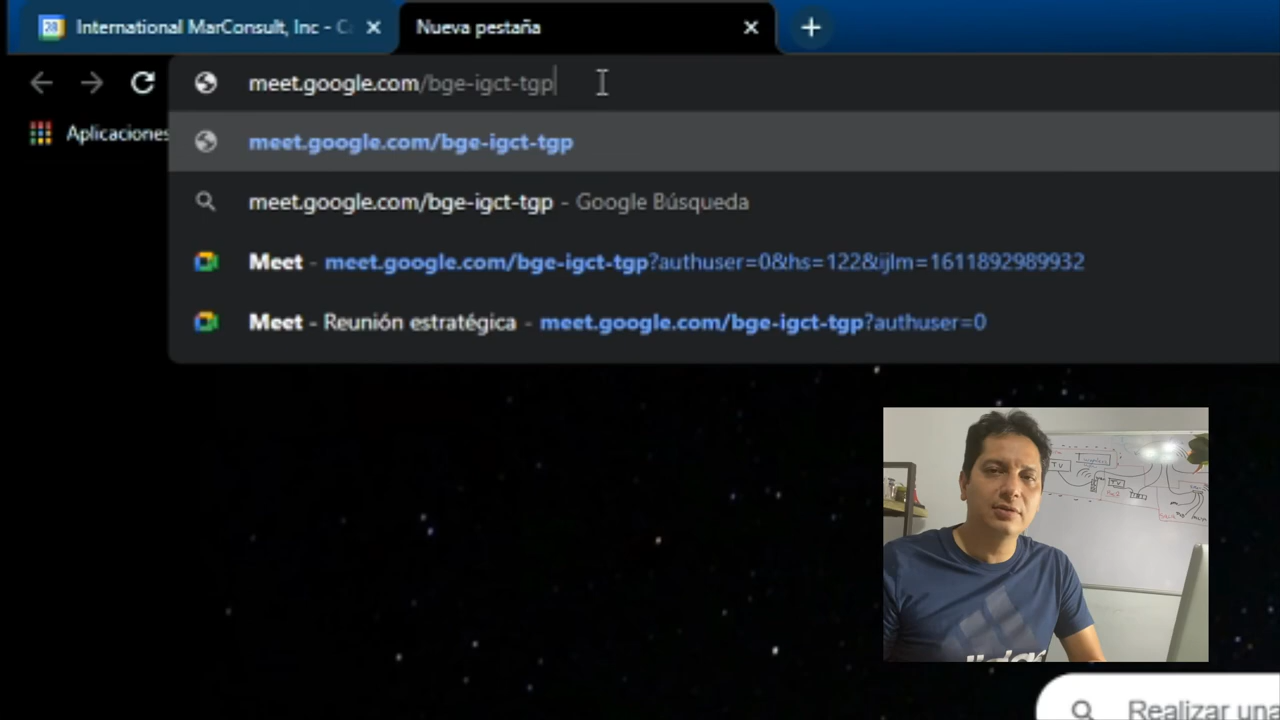 International MarConsult, Inc - C
Nueva pestaña
meet.google.com/bge-igct-tgp
Aplicaciones
meet.google.com/bge-igct-tgp
meet.google.com/bge-igct-tgp - Google Búsqueda
Meet - meet.google.com/bge-igct-tgp?authuser=0&hs=122&ijlm=1611892989932
Meet - Reunión estratégica - meet.google.com/bge-igct-tgp?authuser=0
TV
Realizar una